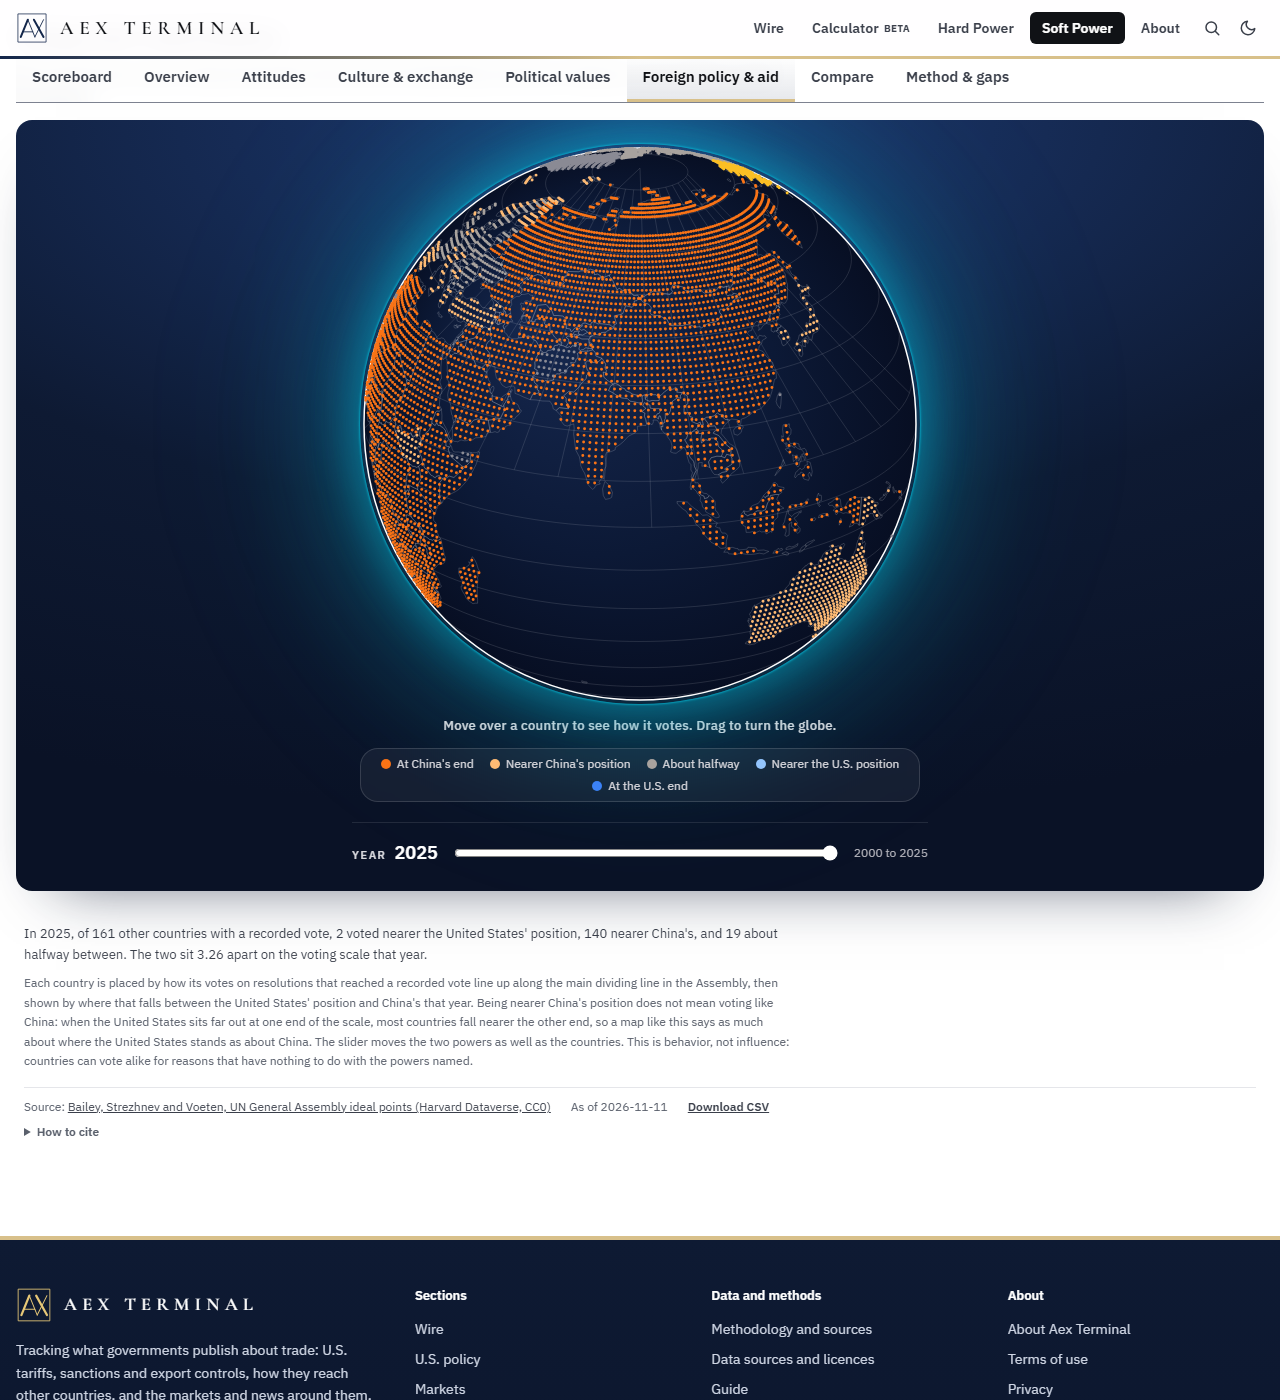 AEX TERMINAL
Wire
Calculator BETA
Hard Power
Soft Power
About
Scoreboard
Overview
Attitudes
Culture & exchange
Political values
Foreign policy & aid
Compare
Method & gaps
Move over a country to see how it votes. Drag to turn the globe.
At China's end
Nearer China's position
About halfway
Nearer the U.S. position
At the U.S. end
YEAR 2025
2000 to 2025
In 2025, of 161 other countries with a recorded vote, 2 voted nearer the United States' position, 140 nearer China's, and 19 about
halfway between. The two sit 3.26 apart on the voting scale that year.
Each country is placed by how its votes on resolutions that reached a recorded vote line up along the main dividing line in the Assembly, then
shown by where that falls between the United States' position and China's that year. Being nearer China's position does not mean voting like
China: when the United States sits far out at one end of the scale, most countries fall nearer the other end, so a map like this says as much
about where the United States stands as about China. The slider moves the two powers as well as the countries. This is behavior, not influence:
countries can vote alike for reasons that have nothing to do with the powers named.
Source: Bailey, Strezhnev and Voeten, UN General Assembly ideal points (Harvard Dataverse, CC0)
As of 2026-11-11
Download CSV
How to cite
AEX TERMINAL
Tracking what governments publish about trade: U.S.
tariffs, sanctions and export controls, how they reach
other countries, and the markets and news around them.
Sections
Wire
U.S. policy
Markets
Data and methods
Methodology and sources
Data sources and licences
Guide
About
About Aex Terminal
Terms of use
Privacy